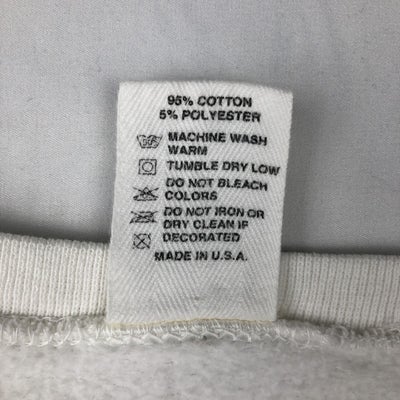 95% COTTON
5% POLYESTER
MACHINE WASH
WARM
TUMBLE DRY LOW
DO NOT BLEACH
COLORS
DO NOT IRON OR
DRY CLEAN IF
DECORATED
MADE IN U.S.A.